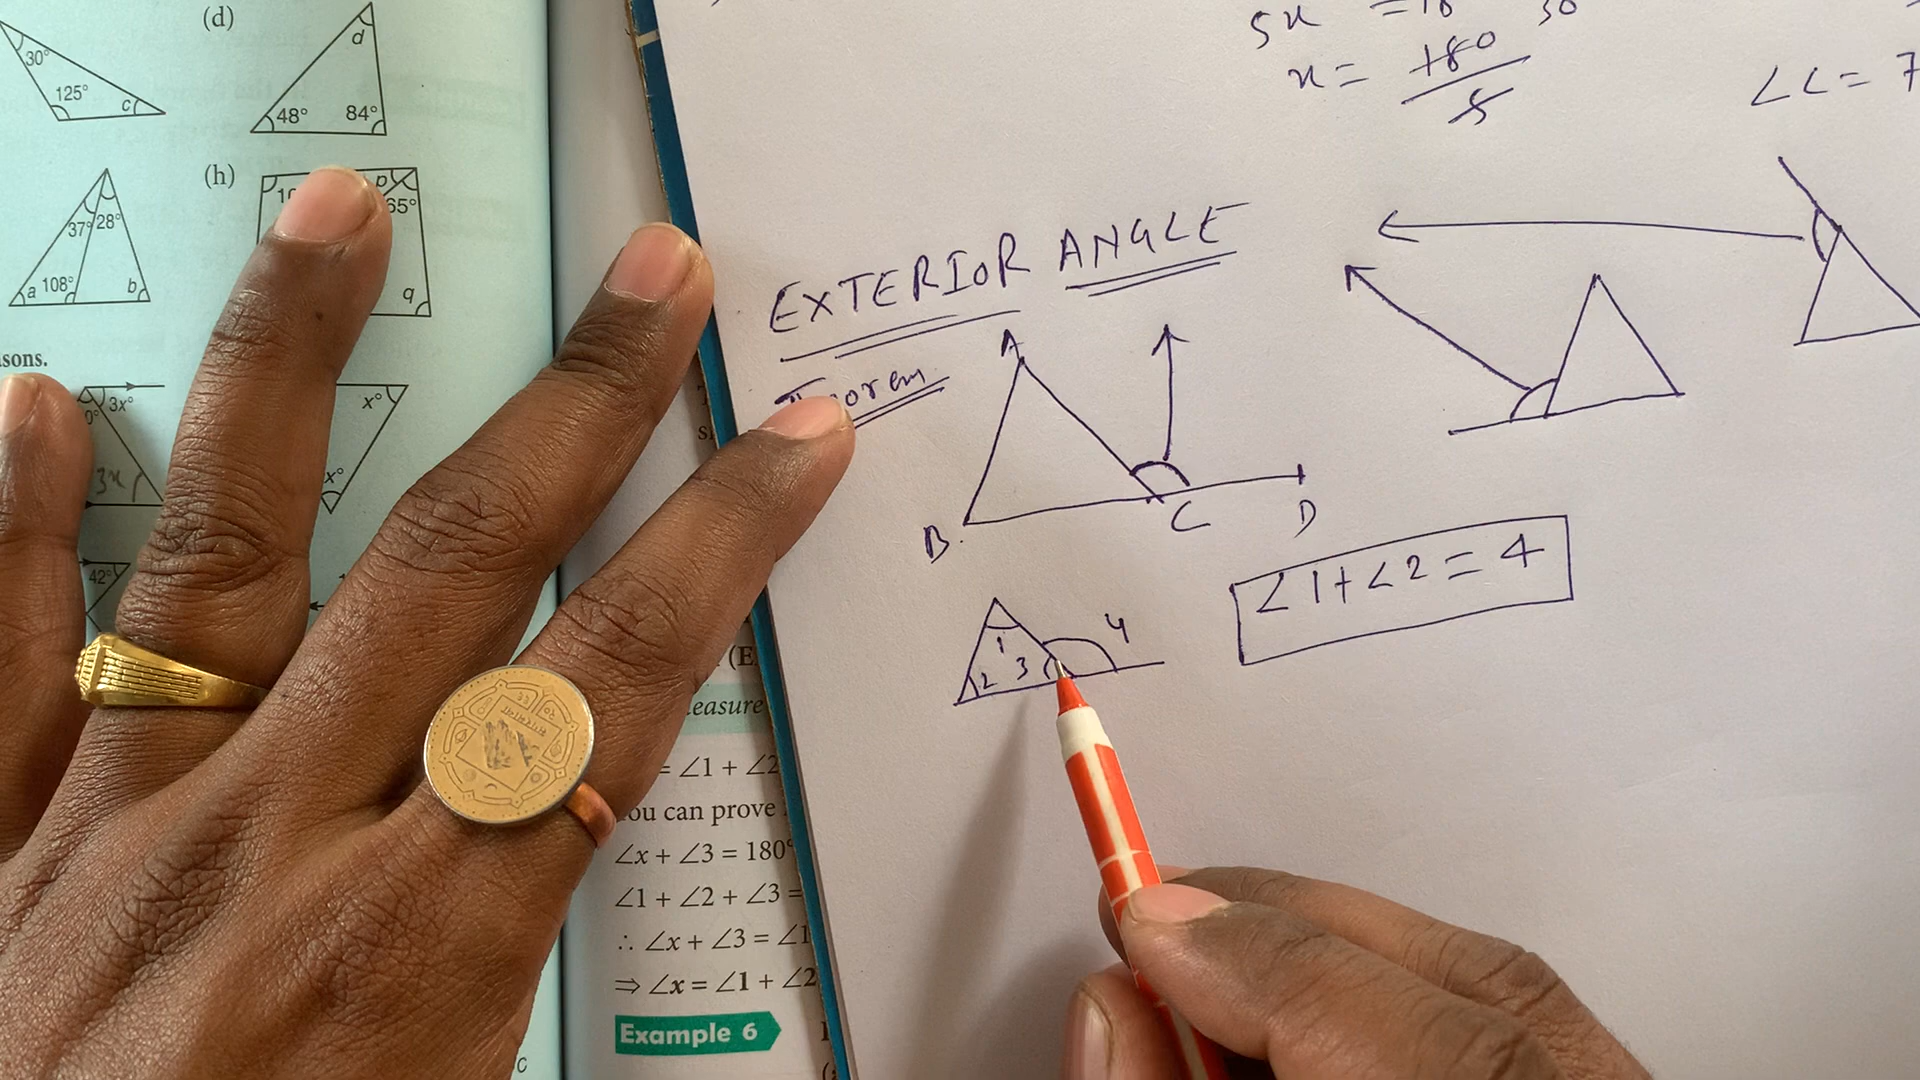 (d)
30°
125°
c
d
48°
84°
(h)
p
65°
37°
28°
a
108°
b
q
sons.
3x°
x°
3x
x°
42°
= ∠1 + ∠2
ou can prove
∠x + ∠3 = 180°
∠1 + ∠2 + ∠3 =
∴ ∠x + ∠3 = ∠1
⇒ ∠x = ∠1 + ∠2
Example 6
easure
5x
x = 180/5
∠C = 7
EXTERIOR ANGLE
A
B
C
D
1
2
3
4
∠1 + ∠2 = 4